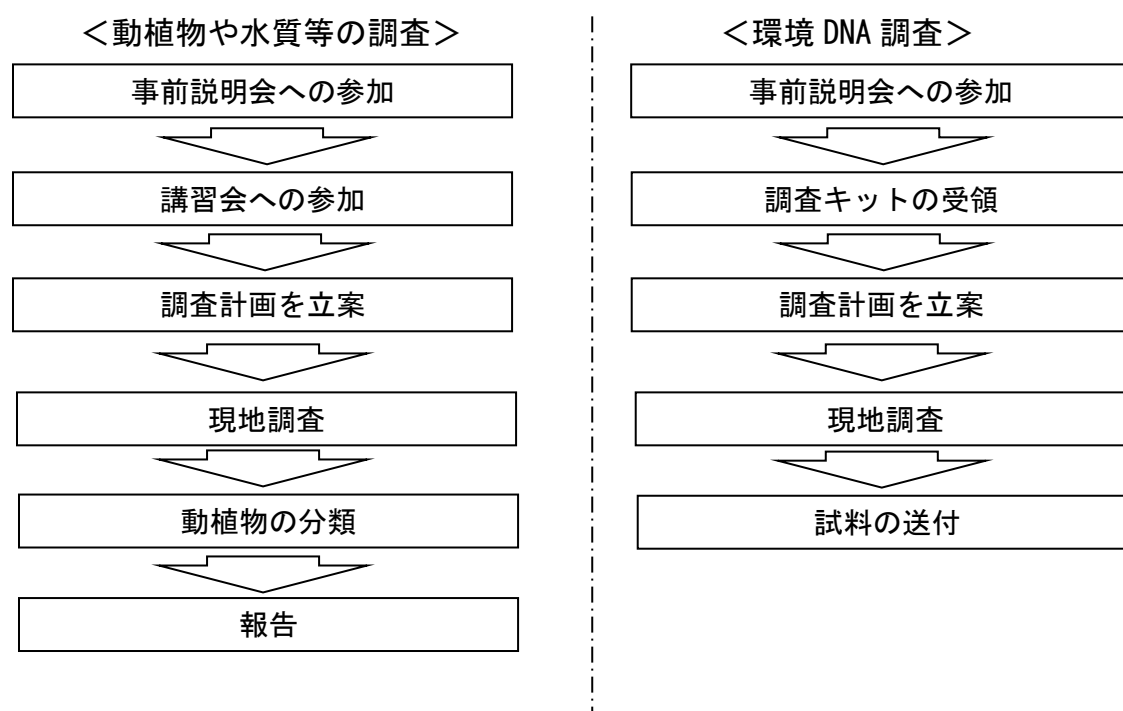 ＜動植物や水質等の調査＞
事前説明会への参加
講習会への参加
調査計画を立案
現地調査
動植物の分類
報告
＜環境 DNA 調査＞
事前説明会への参加
調査キットの受領
調査計画を立案
現地調査
試料の送付